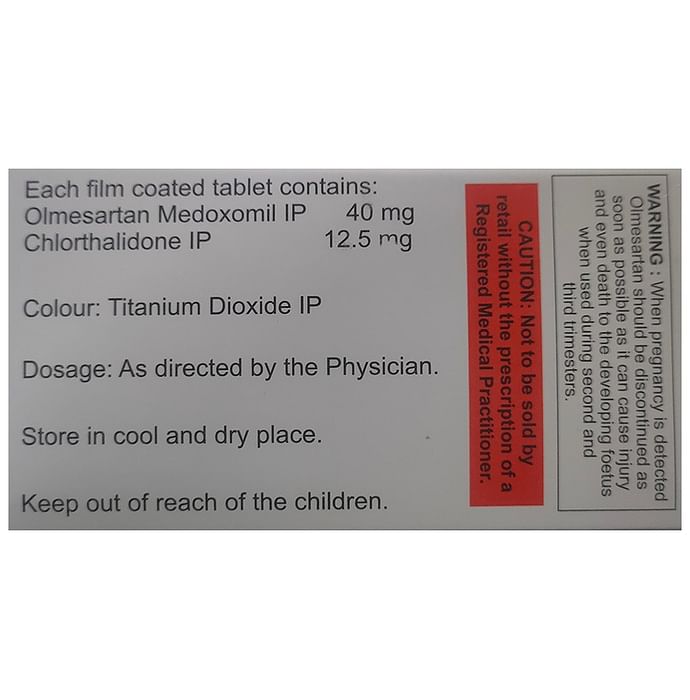 Each film coated tablet contains:
Olmesartan Medoxomil IP 40 mg
Chlorthalidone IP 12.5 mg
Colour: Titanium Dioxide IP
Dosage: As directed by the Physician.
Store in cool and dry place.
Keep out of reach of the children.
CAUTION: Not to be sold by
retail without the prescription of a
Registered Medical Practitioner.
WARNING : When pregnancy is detected
Olmesartan should be discontinued as
soon as possible as it can cause injury
and even death to the developing foetus
when used during second and
third trimesters.